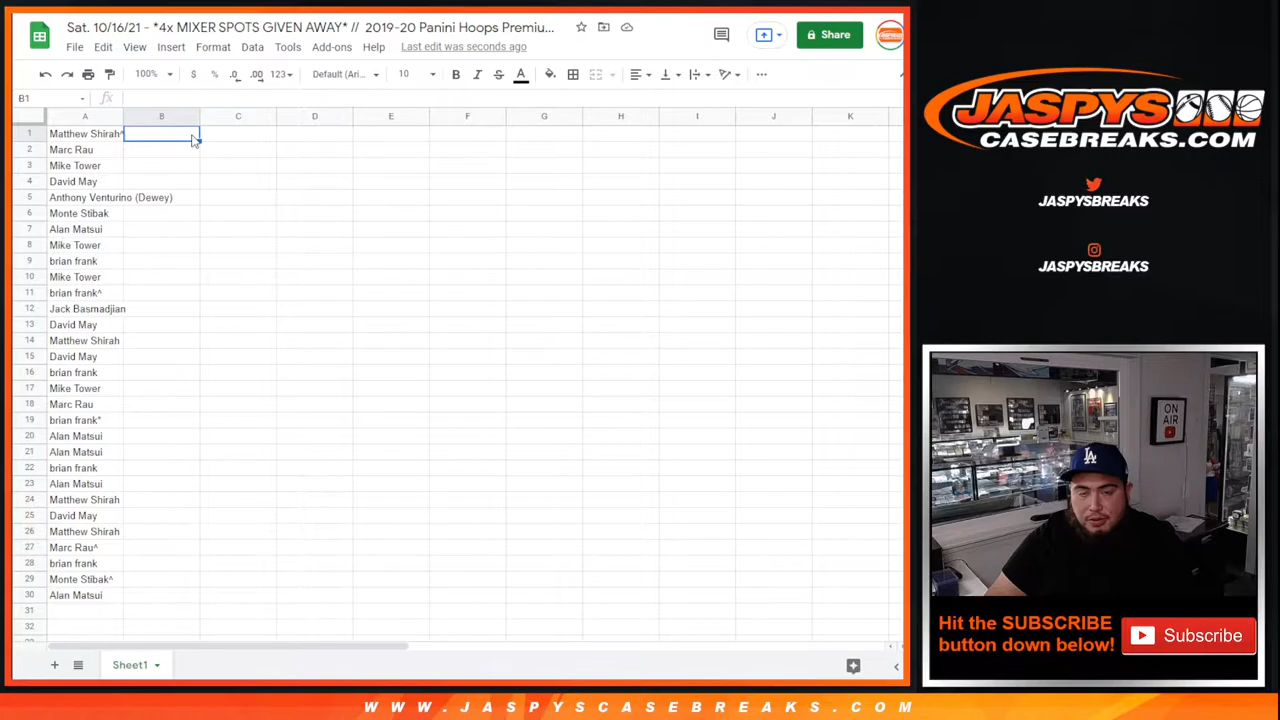 Sat. 10/16/21 - *4x MIXER SPOTS GIVEN AWAY* // 2019-20 Panini Hoops Premiu...
File Edit View Insert Format Data Tools Add-ons Help Last edit was seconds ago
Share
100% $ % .0 .00 123 Default (Ari... 10 B I S A
B1 fx
A B C D E F G H I J K
1 Matthew Shirah^
2 Marc Rau
3 Mike Tower
4 David May
5 Anthony Venturino (Dewey)
6 Monte Stibak
7 Alan Matsui
8 Mike Tower
9 brian frank
10 Mike Tower
11 brian frank^
12 Jack Basmadjian
13 David May
14 Matthew Shirah
15 David May
16 brian frank
17 Mike Tower
18 Marc Rau
19 brian frank^
20 Alan Matsui
21 Alan Matsui
22 brian frank
23 Alan Matsui
24 Matthew Shirah
25 David May
26 Matthew Shirah
27 Marc Rau^
28 brian frank
29 Monte Stibak^
30 Alan Matsui
31
32
Sheet1
JASPYS
CASEBREAKS.COM
JASPYSBREAKS
JASPYSBREAKS
ON
AIR
LA
Hit the SUBSCRIBE
button down below!
Subscribe
WWW.JASPYSCASEBREAKS.COM